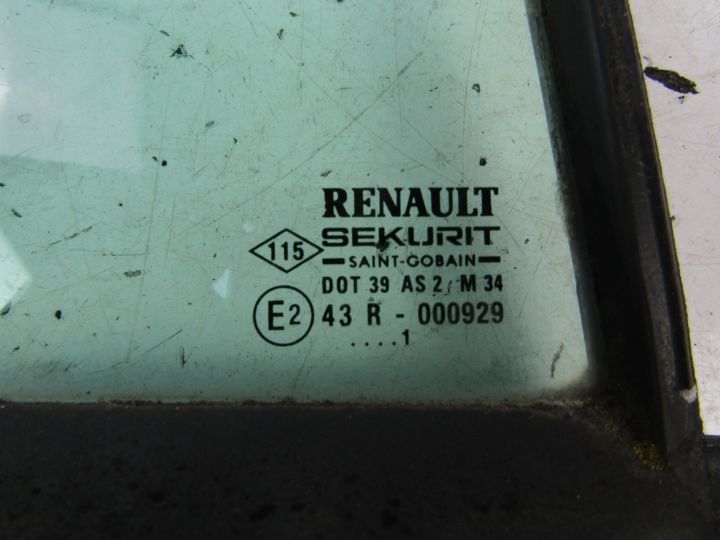 RENAULT
115 SEKURIT
SAINT-GOBAIN
DOT 39 AS 2 M 34
E2 43 R - 000929
....1